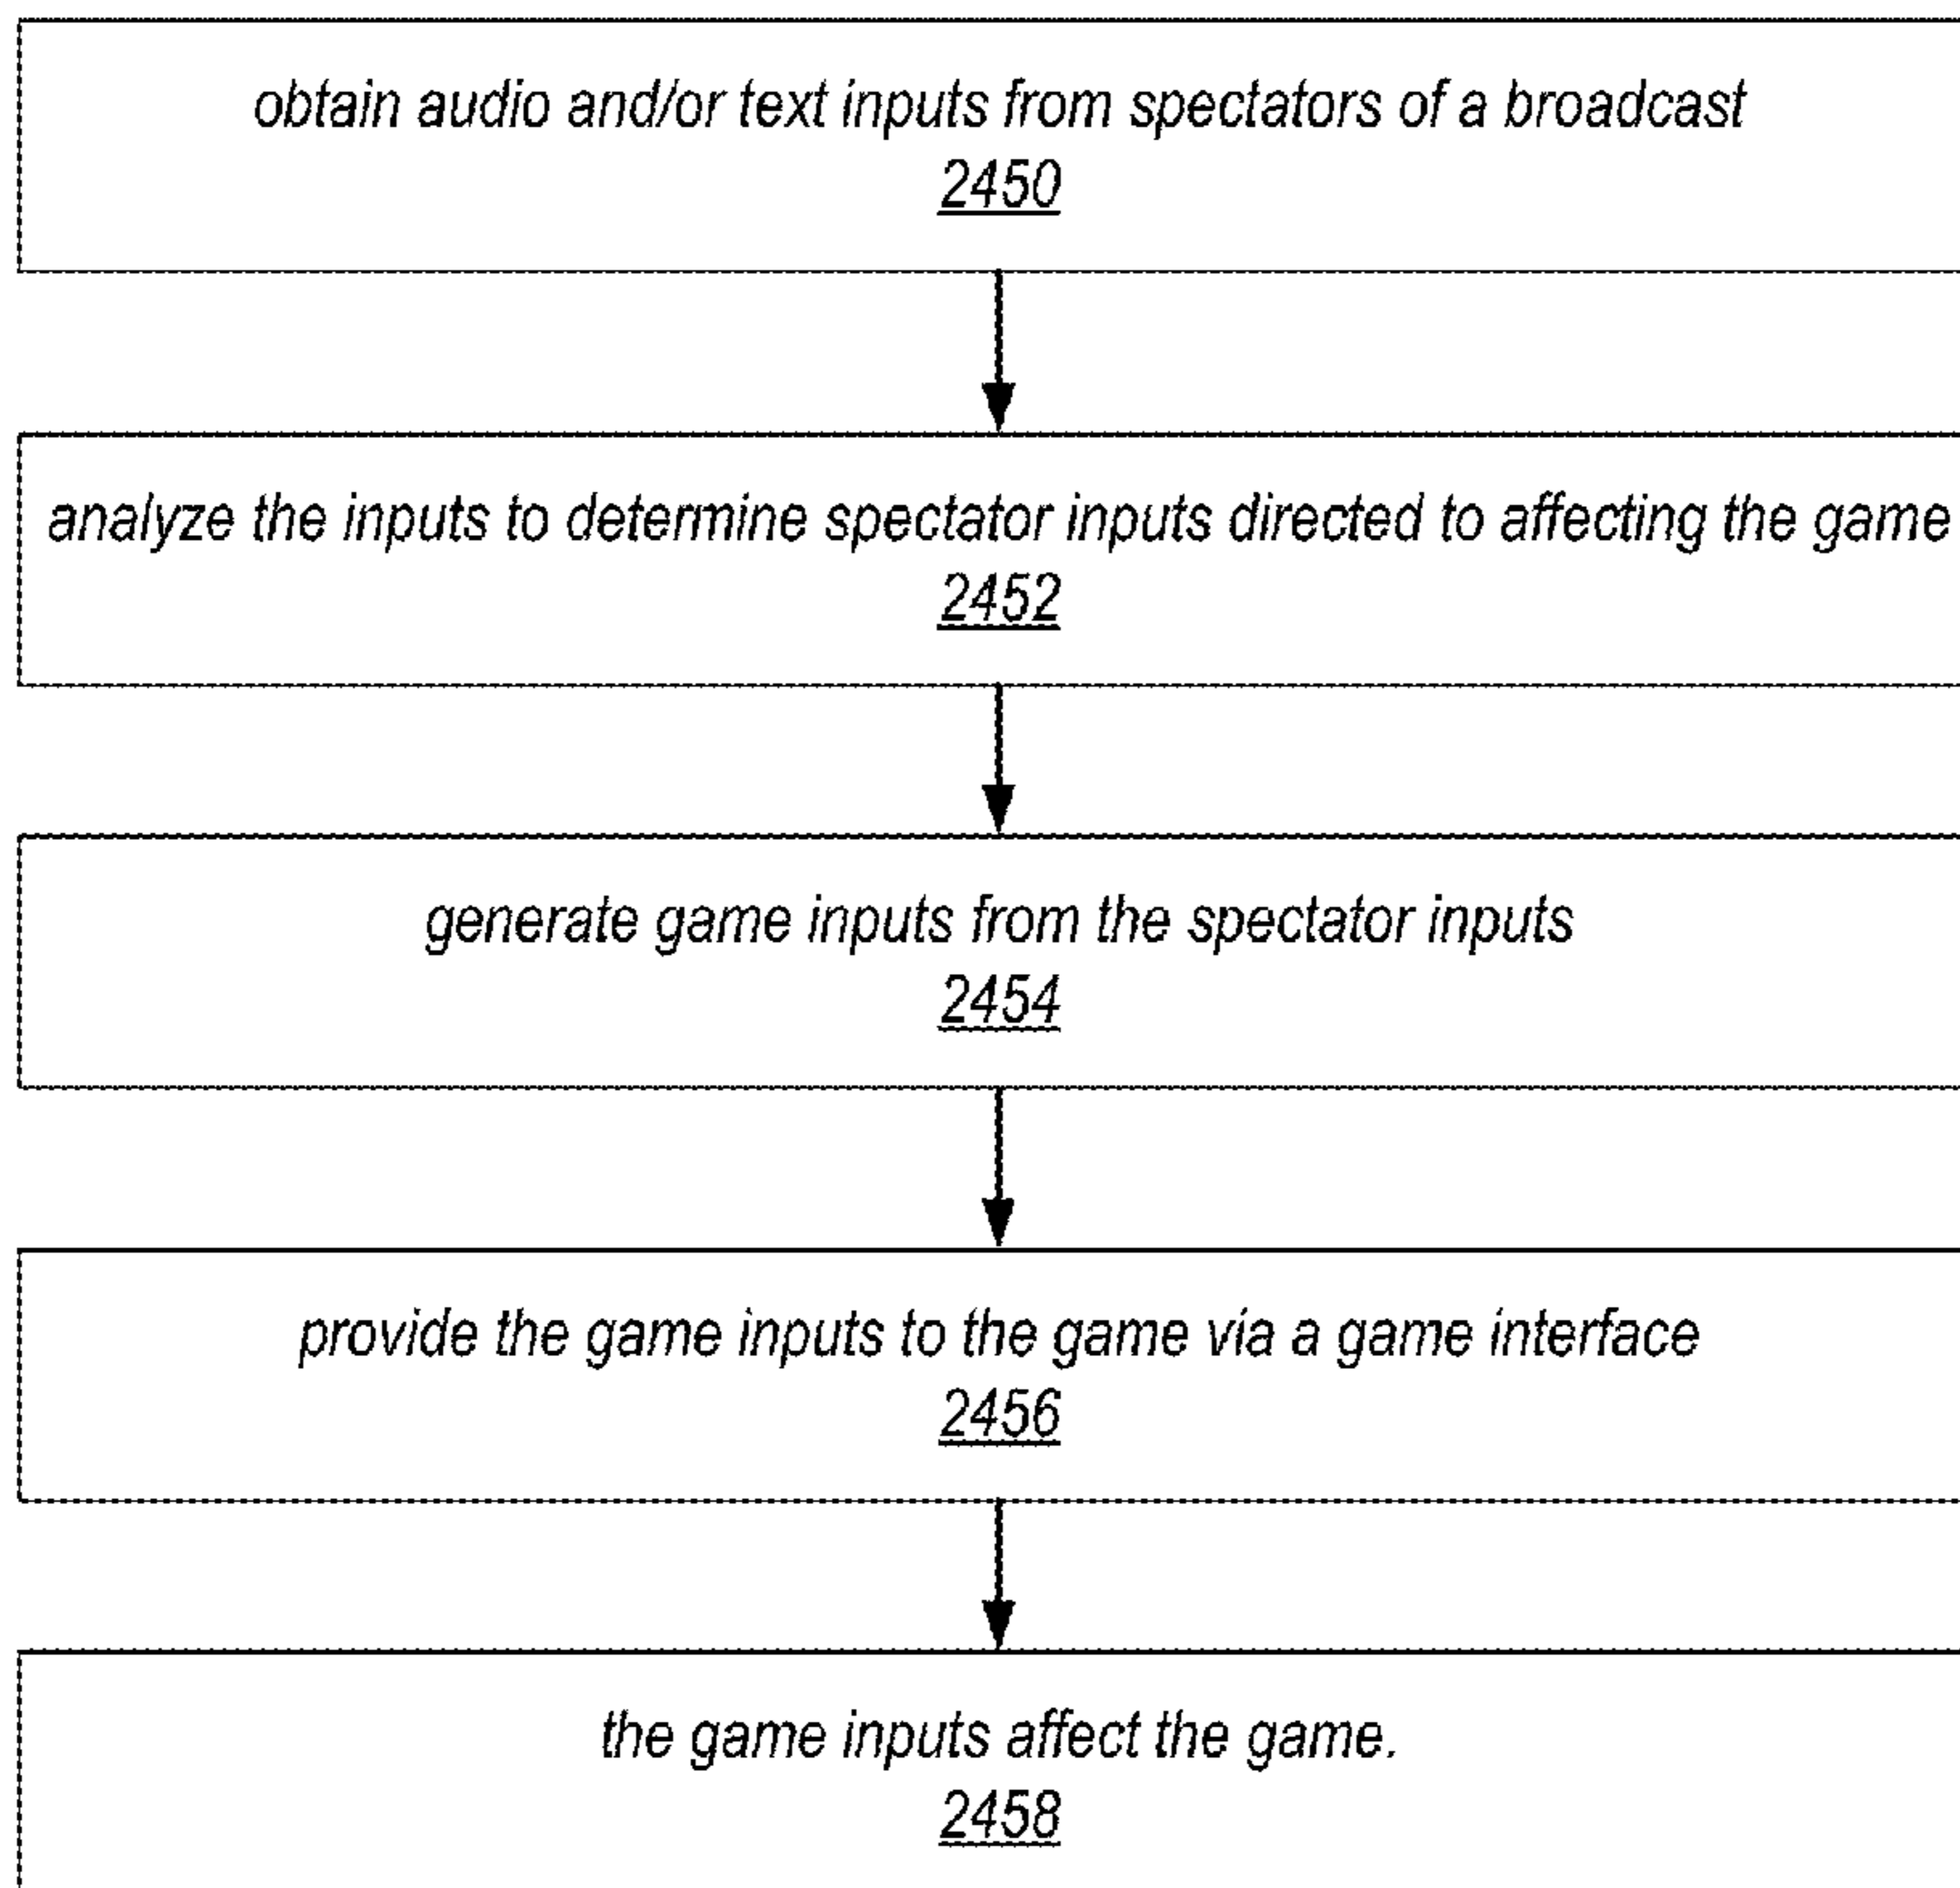 obtain audio and/or text inputs from spectators of a broadcast
2450
analyze the inputs to determine spectator inputs directed to affecting the game
2452
generate game inputs from the spectator inputs
2454
provide the game inputs to the game via a game interface
2456
the game inputs affect the game.
2458